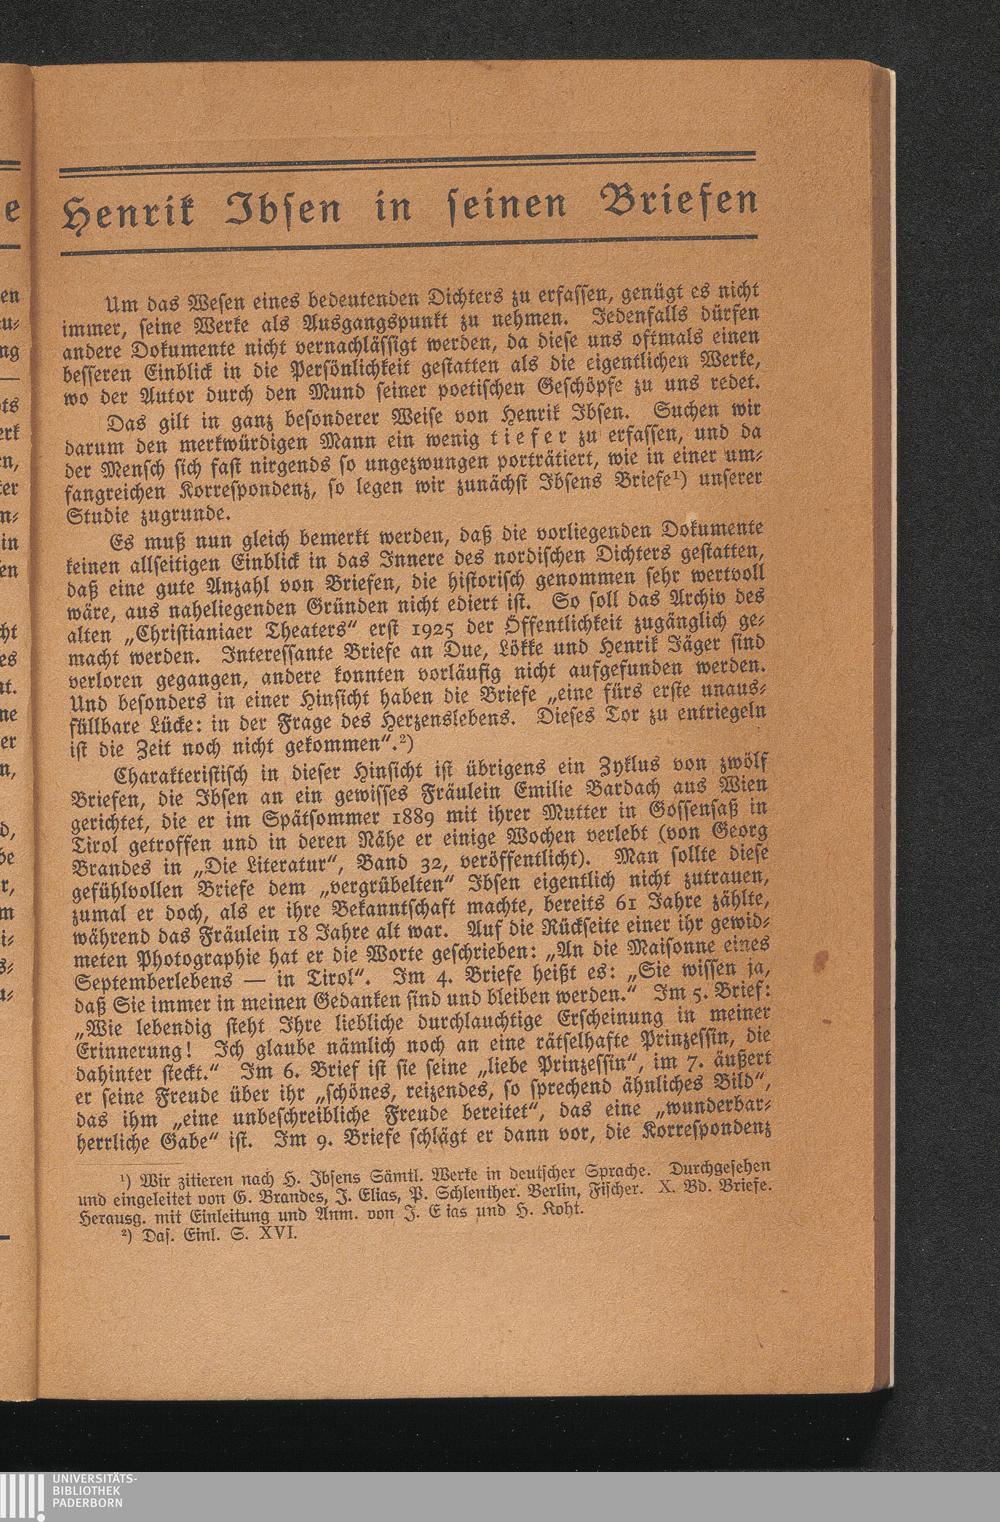 Henrik Ibsen in seinen Briefen
Um das Wesen eines bedeutenden Dichters zu erfassen, genügt es nicht
immer, seine Werke als Ausgangspunkt zu nehmen. Jedenfalls dürfen
andere Dokumente nicht vernachlässigt werden, da diese uns oftmals einen
besseren Einblick in die Persönlichkeit gestatten als die eigentlichen Werke,
wo der Autor durch den Mund seiner poetischen Geschöpfe zu uns redet.
Das gilt in ganz besonderer Weise von Henrik Ibsen. Suchen wir
darum den merkwürdigen Mann ein wenig tiefer zu erfassen, und da
der Mensch sich fast nirgends so ungezwungen porträtiert, wie in einer um-
fangreichen Korrespondenz, so legen wir zunächst Ibsens Briefe¹) unserer
Studie zugrunde.
Es muß nun gleich bemerkt werden, daß die vorliegenden Dokumente
keinen allseitigen Einblick in das Innere des nordischen Dichters gestatten,
daß eine gute Anzahl von Briefen, die historisch genommen sehr wertvoll
wäre, aus naheliegenden Gründen nicht ediert ist. So soll das Archiv des
alten „Christianiaer Theaters“ erst 1925 der Öffentlichkeit zugänglich ge-
macht werden. Interessante Briefe an Due, Lökke und Henrik Jäger sind
verloren gegangen, andere konnten vorläufig nicht aufgefunden werden.
Und besonders in einer Hinsicht haben die Briefe „eine fürs erste unaus-
füllbare Lücke: in der Frage des Herzenslebens. Dieses Tor zu entriegeln
ist die Zeit noch nicht gekommen“.²)
Charakteristisch in dieser Hinsicht ist übrigens ein Zyklus von zwölf
Briefen, die Ibsen an ein gewisses Fräulein Emilie Bardach aus Wien
gerichtet, die er im Spätsommer 1889 mit ihrer Mutter in Gossensaß in
Tirol getroffen und in deren Nähe er einige Wochen verlebt (von Georg
Brandes in „Die Literatur“, Band 32, veröffentlicht). Man sollte diese
gefühlvollen Briefe dem „vergrübelten“ Ibsen eigentlich nicht zutrauen,
zumal er doch, als er ihre Bekanntschaft machte, bereits 61 Jahre zählte,
während das Fräulein 18 Jahre alt war. Auf die Rückseite einer ihr gewid-
meten Photographie hat er die Worte geschrieben: „An die Maisonne eines
Septemberlebens — in Tirol“. Im 4. Briefe heißt es: „Sie wissen ja,
daß Sie immer in meinen Gedanken sind und bleiben werden.“ Im 5. Brief:
„Wie lebendig steht Ihre liebliche durchlauchtige Erscheinung in meiner
Erinnerung! Ich glaube nämlich noch an eine rätselhafte Prinzessin, die
dahinter steckt.“ Im 6. Brief ist sie seine „liebe Prinzessin“, im 7. äußert
er seine Freude über ihr „schönes, reizendes, so sprechend ähnliches Bild“,
das ihm „eine unbeschreibliche Freude bereitet“, das eine „wunderbar-
herrliche Gabe“ ist. Im 9. Briefe schlägt er dann vor, die Korrespondenz
¹) Wir zitieren nach H. Ibsens Sämtl. Werke in deutscher Sprache. Durchgesehen
und eingeleitet von G. Brandes, J. Elias, P. Schlenther. Berlin, Fischer. X. Bd. Briefe.
Herausg. mit Einleitung und Anm. von J. E ias und H. Koht.
²) Das. Einl. S. XVI.
UNIVERSITÄTS-
BIBLIOTHEK
PADERBORN